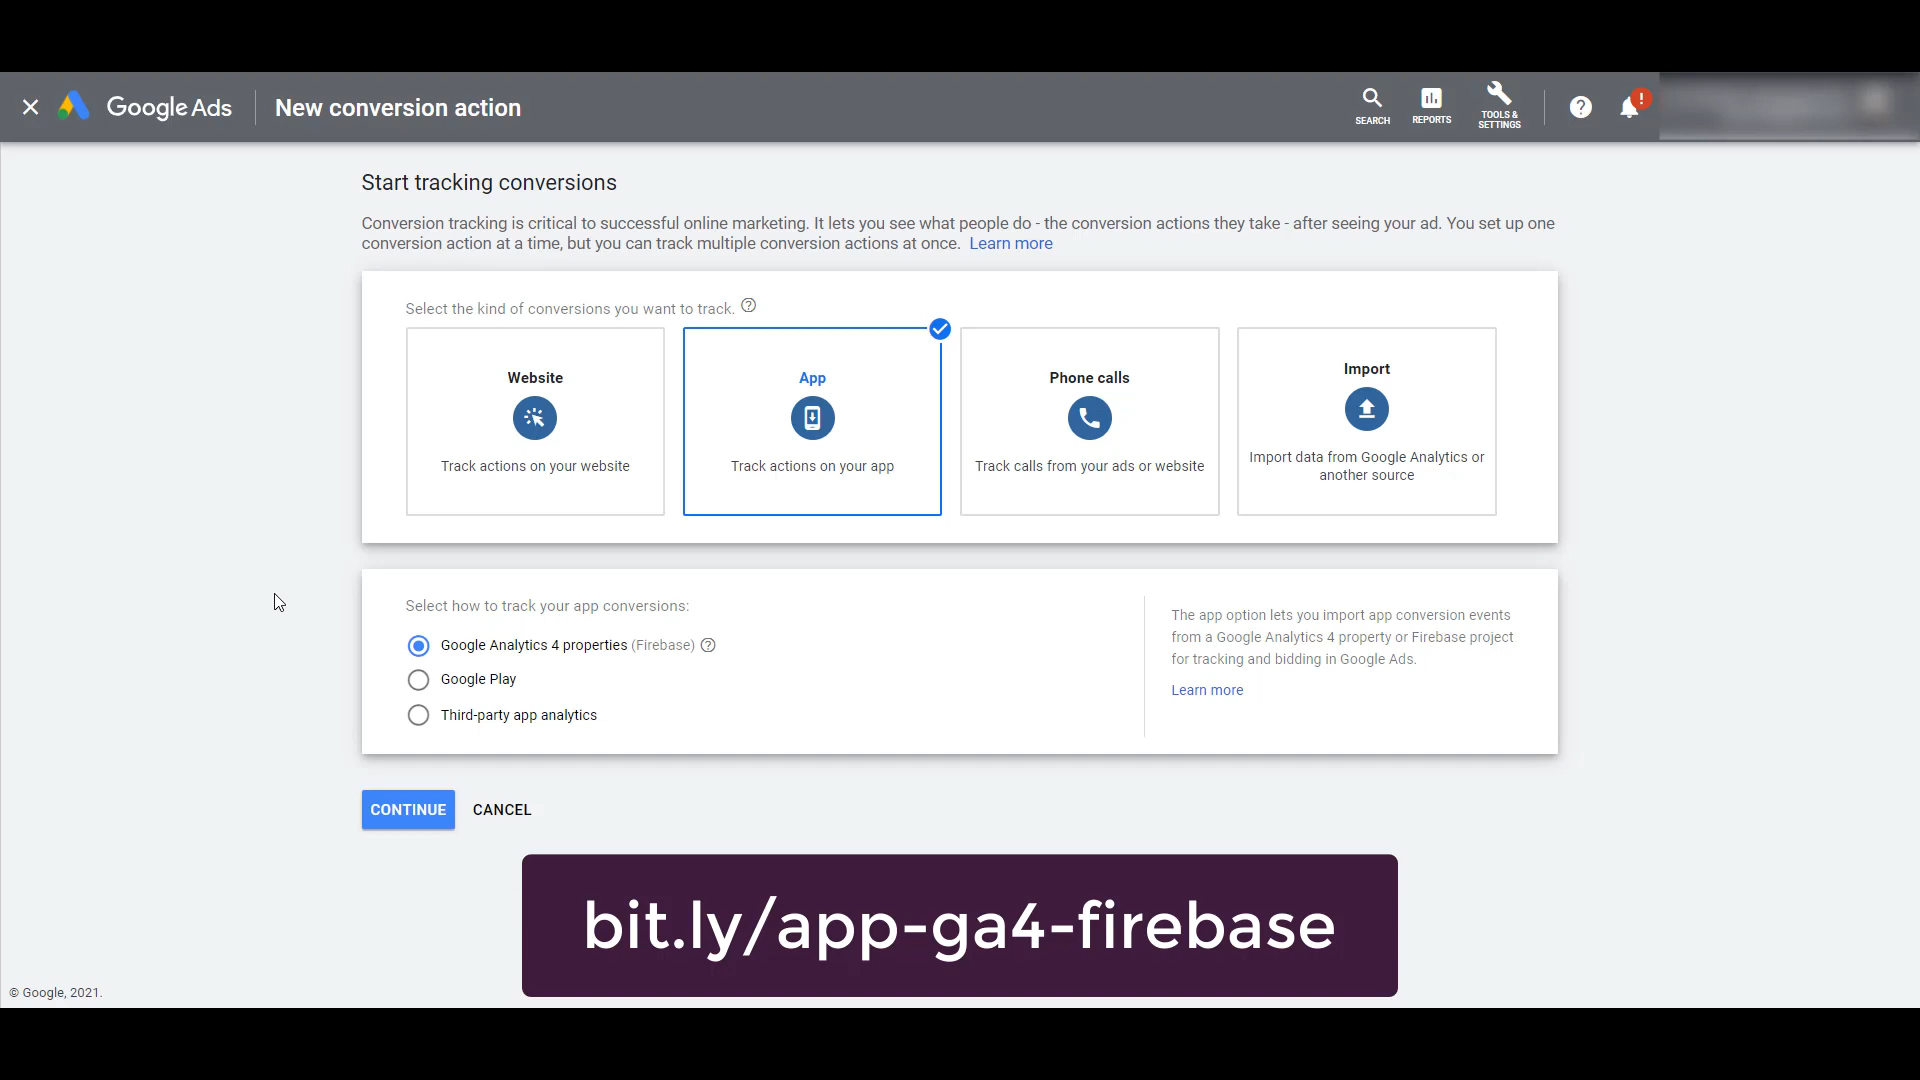 Google Ads
New conversion action
SEARCH
REPORTS
TOOLS &
SETTINGS
?
!
Start tracking conversions
Conversion tracking is critical to successful online marketing. It lets you see what people do - the conversion actions they take - after seeing your ad. You set up one
conversion action at a time, but you can track multiple conversion actions at once. Learn more
Select the kind of conversions you want to track. ?
Website
Track actions on your website
App
Track actions on your app
Phone calls
Track calls from your ads or website
Import
Import data from Google Analytics or
another source
Select how to track your app conversions:
Google Analytics 4 properties (Firebase) ?
Google Play
Third-party app analytics
The app option lets you import app conversion events
from a Google Analytics 4 property or Firebase project
for tracking and bidding in Google Ads.
Learn more
CONTINUE
CANCEL
bit.ly/app-ga4-firebase
© Google, 2021.